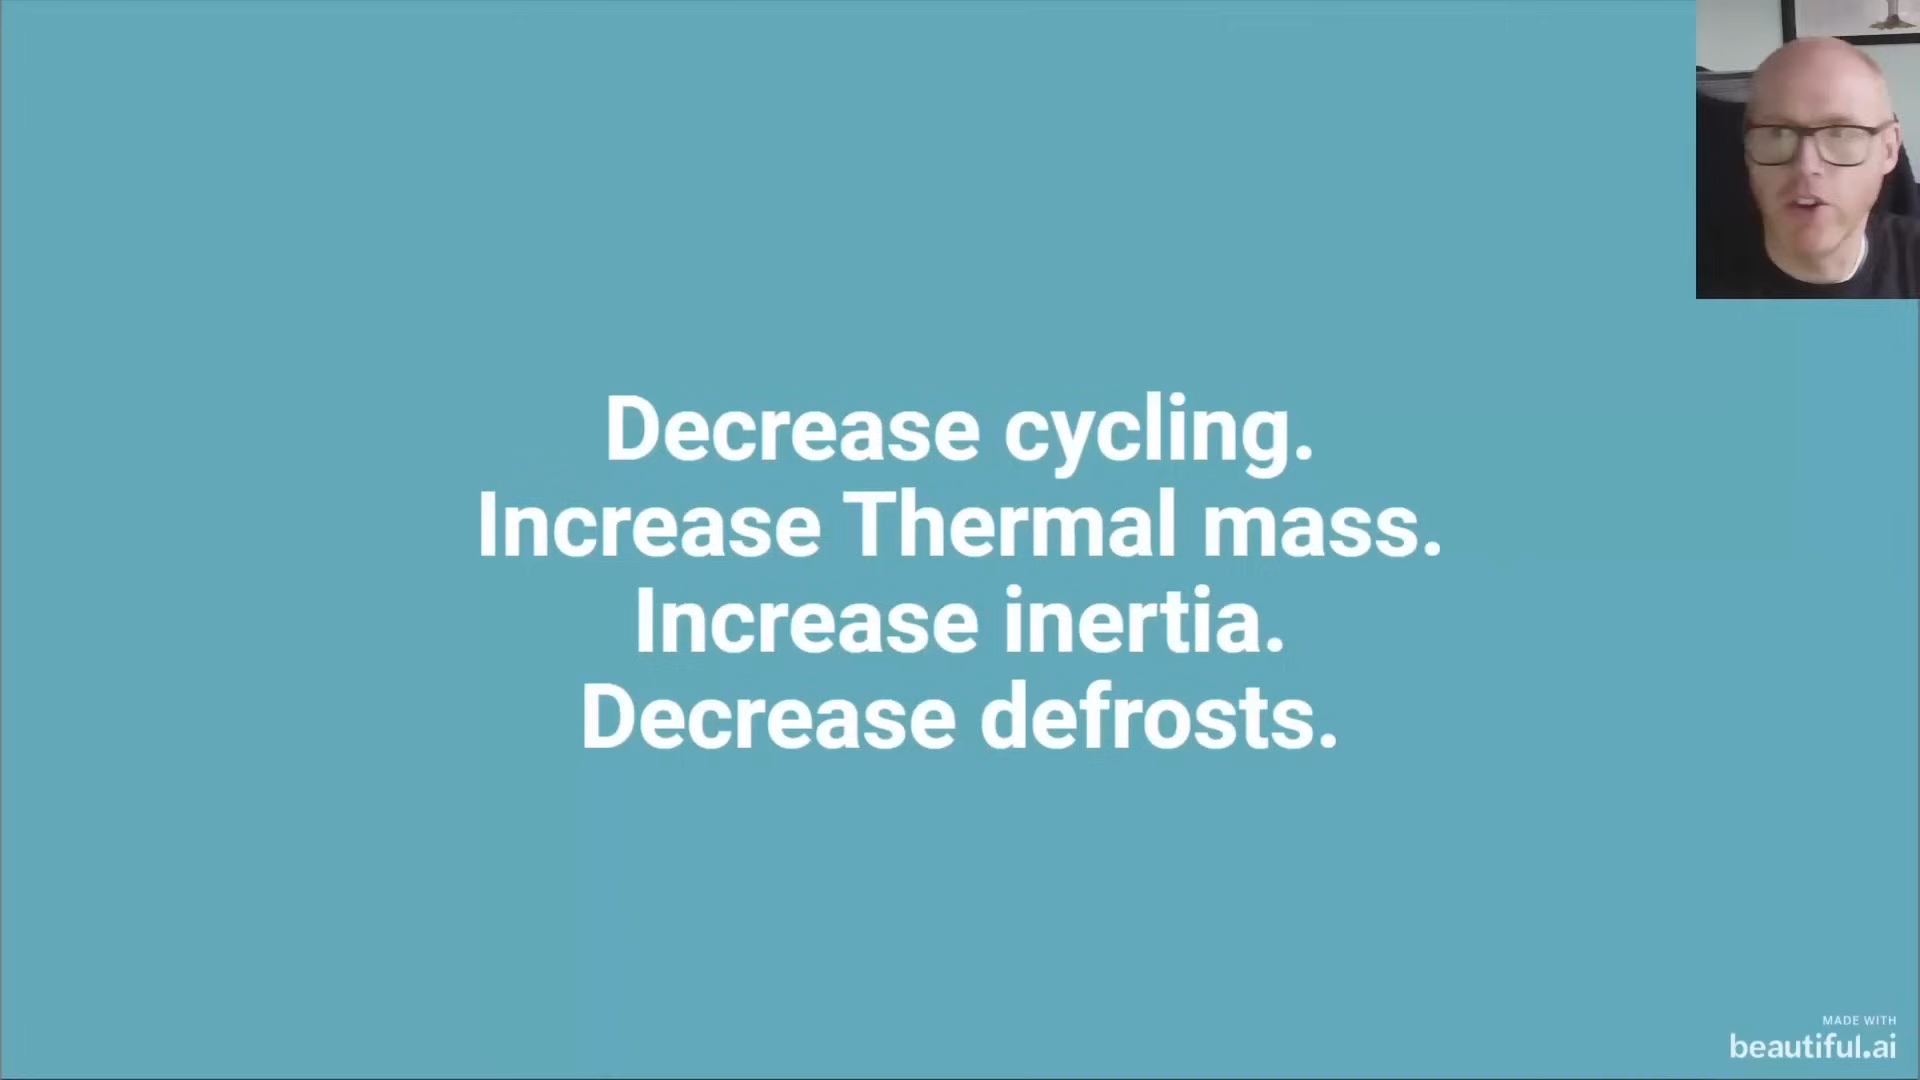 Decrease cycling.
Increase Thermal mass.
Increase inertia.
Decrease defrosts.
MADE WITH
beautiful.ai